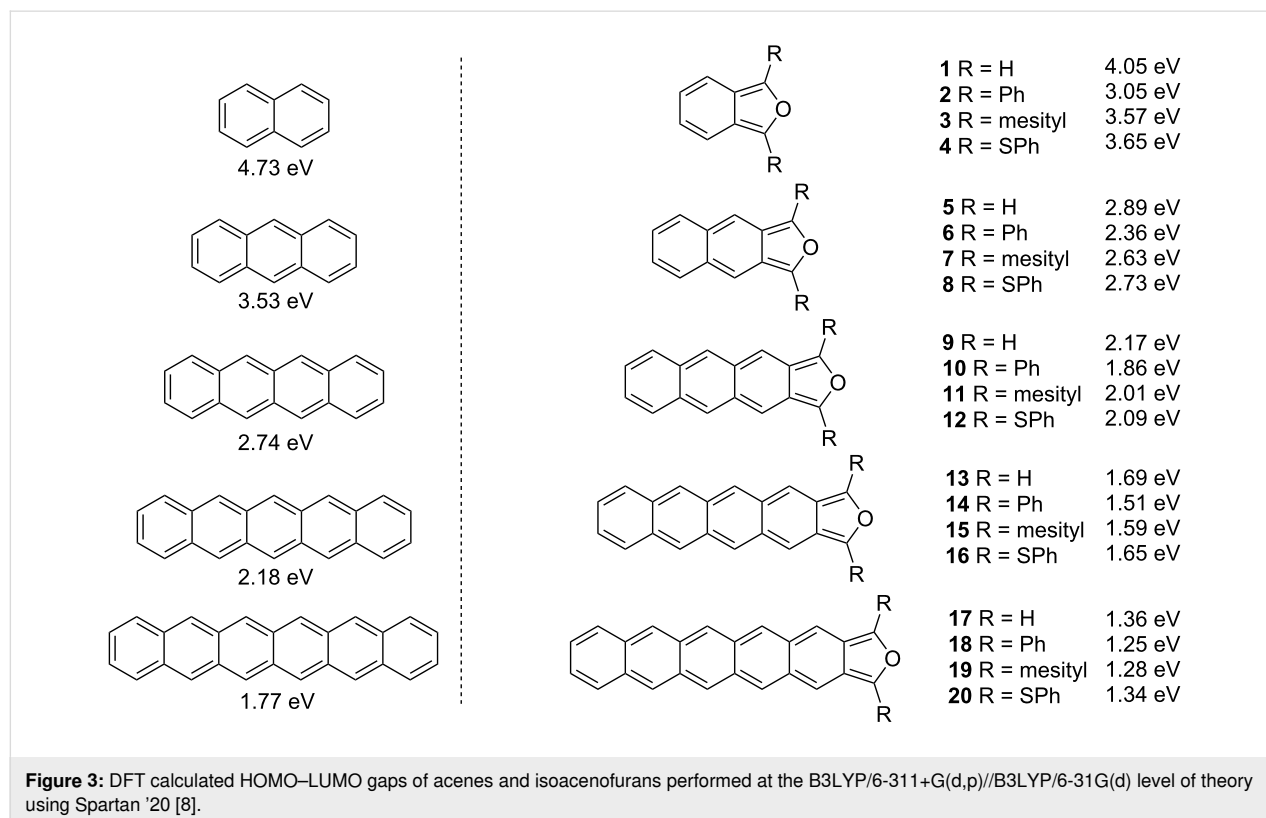 4.73 eV
R
O
R
1 R = H 4.05 eV
2 R = Ph 3.05 eV
3 R = mesityl 3.57 eV
4 R = SPh 3.65 eV
3.53 eV
R
O
R
5 R = H 2.89 eV
6 R = Ph 2.36 eV
7 R = mesityl 2.63 eV
8 R = SPh 2.73 eV
2.74 eV
R
O
R
9 R = H 2.17 eV
10 R = Ph 1.86 eV
11 R = mesityl 2.01 eV
12 R = SPh 2.09 eV
2.18 eV
R
O
R
13 R = H 1.69 eV
14 R = Ph 1.51 eV
15 R = mesityl 1.59 eV
16 R = SPh 1.65 eV
1.77 eV
R
O
R
17 R = H 1.36 eV
18 R = Ph 1.25 eV
19 R = mesityl 1.28 eV
20 R = SPh 1.34 eV
Figure 3: DFT calculated HOMO–LUMO gaps of acenes and isoacenofurans performed at the B3LYP/6-311+G(d,p)//B3LYP/6-31G(d) level of theory
using Spartan '20 [8].